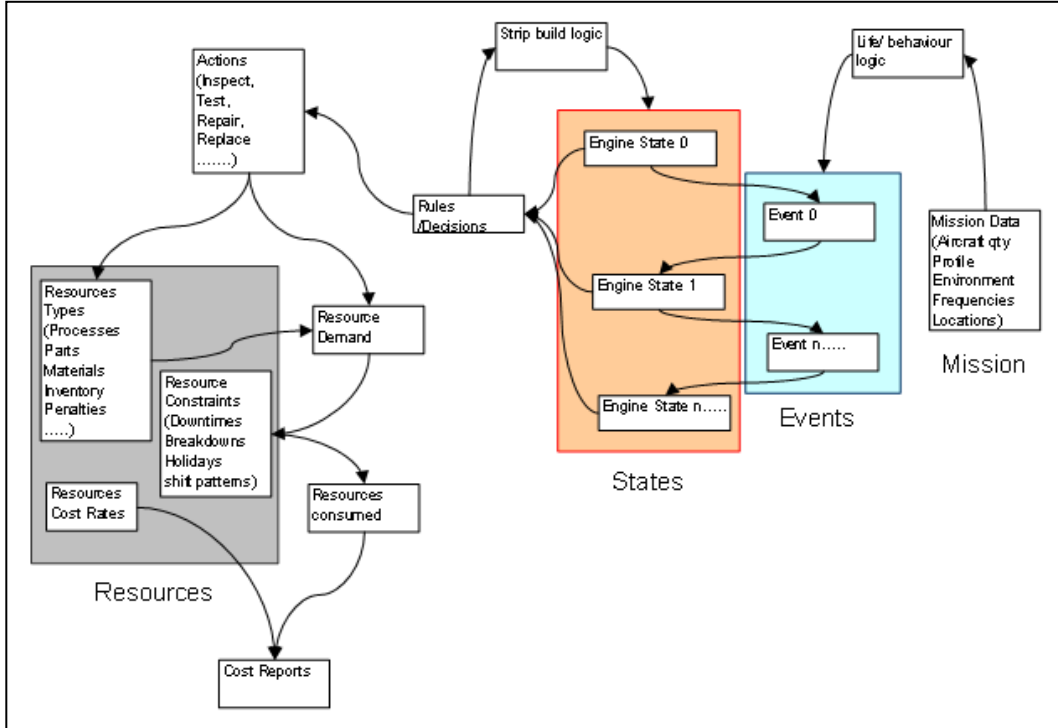 Strip build logic
Life/ behaviour
logic
Actions
(Inspect,
Test,
Repair,
Replace
.......)
Engine State 0
Rules
/Decisions
Event 0
Mission Data
(Aircraft qty
Profile
Environment
Frequencies
Locations)
Mission
Engine State 1
Event n.....
Events
Engine State n.....
States
Resources
Types
(Processes
Parts
Materials
Inventory
Penalties
.....)
Resource
Demand
Resource
Constraints
(Downtimes
Breakdowns
Holidays
shift patterns)
Resources
Cost Rates
Resources
consumed
Resources
Cost Reports